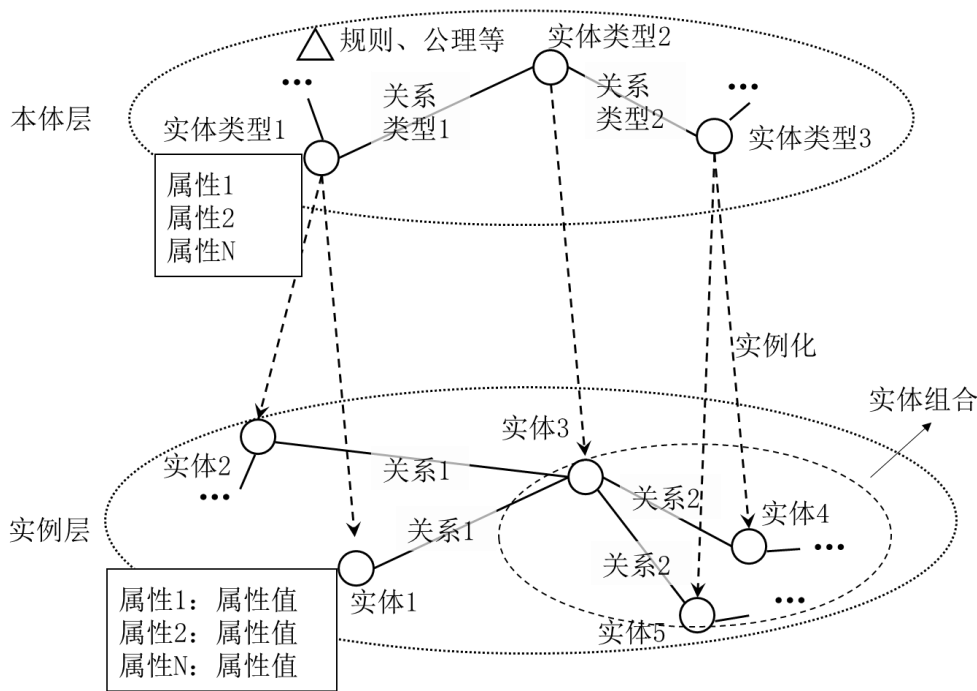 规则、公理等
实体类型2
•••
关系
类型1
关系
类型2
•••
本体层
实体类型1
实体类型3
属性1
属性2
属性N
实例化
实体组合
实体3
实体2
关系1
•••
关系2
实体4
实例层
关系1
•••
关系2
实体1
•••
实体5
属性1：属性值
属性2：属性值
属性N：属性值